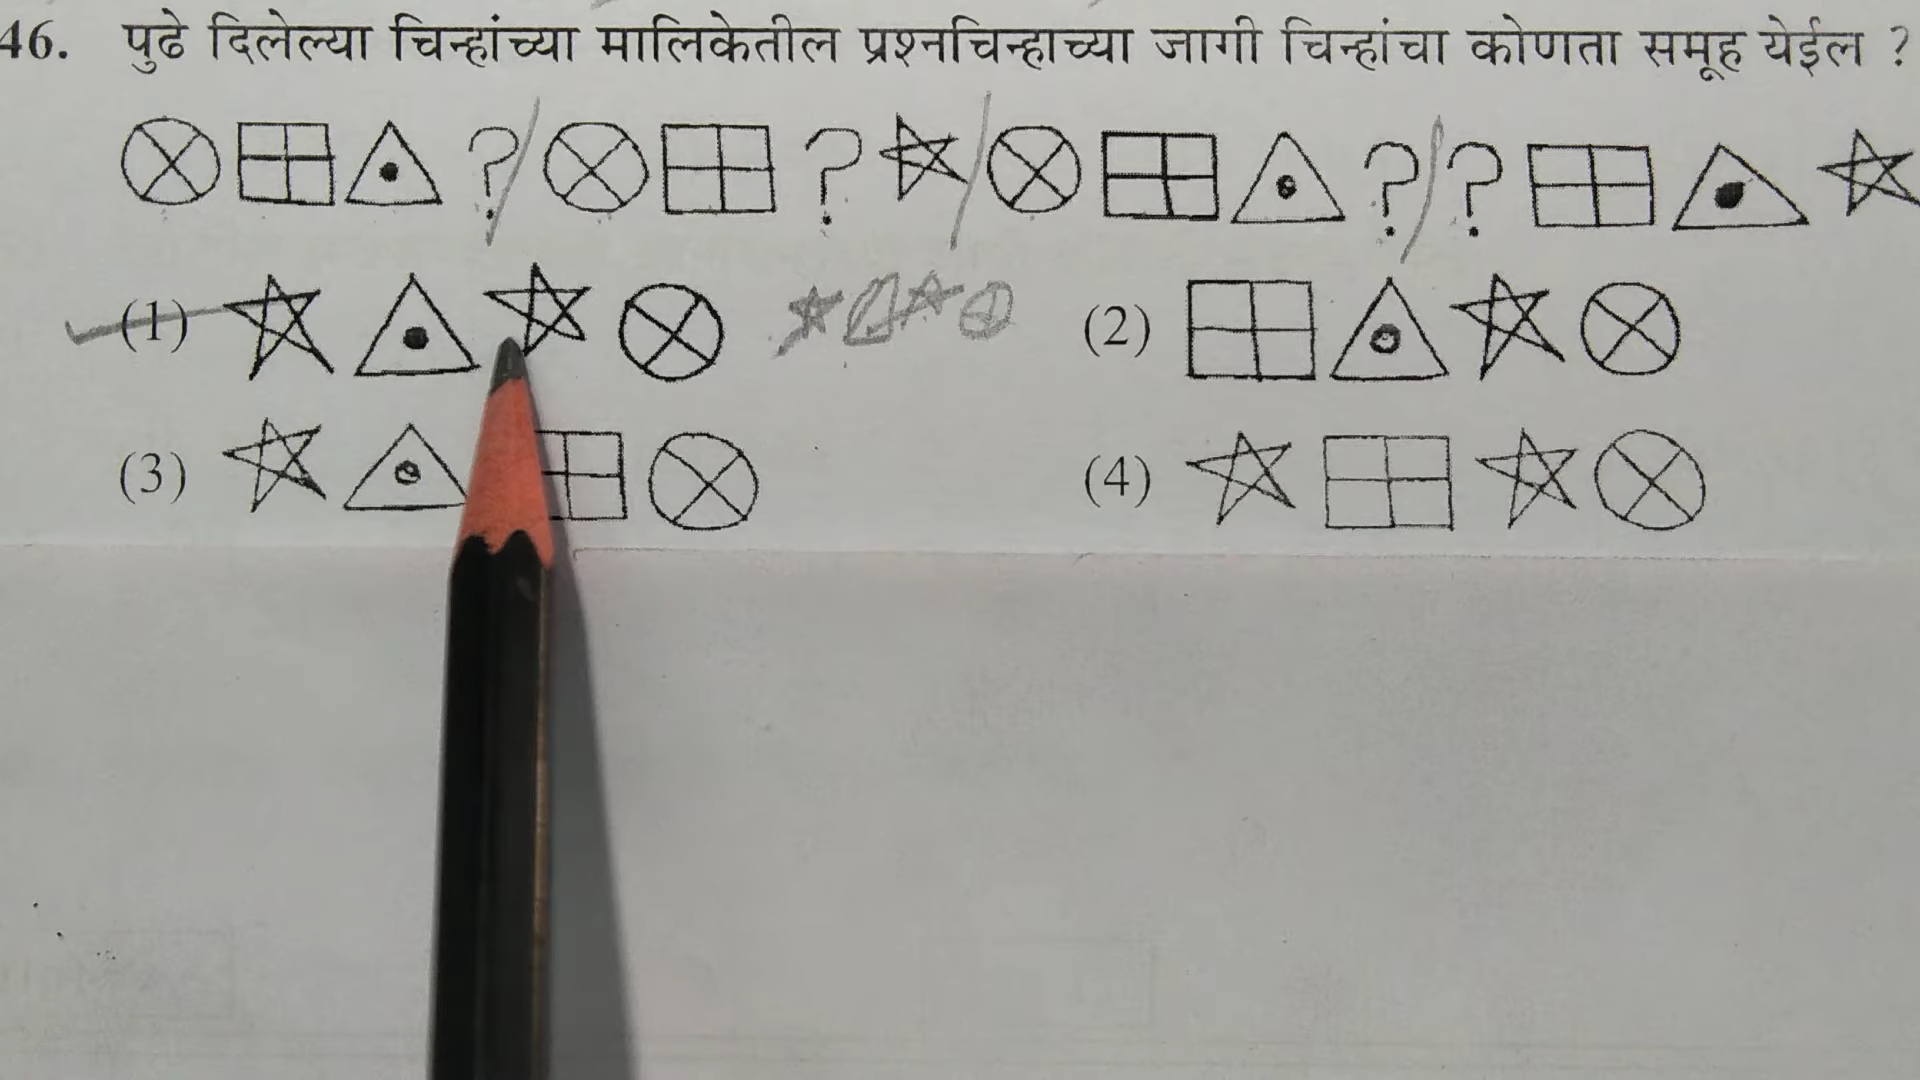 46. पुढे दिलेल्या चिन्हांच्या मालिकेतील प्रश्नचिन्हाच्या जागी चिन्हांचा कोणता समूह येईल ?
? ? ? ?
(1) (2)
(3) (4)